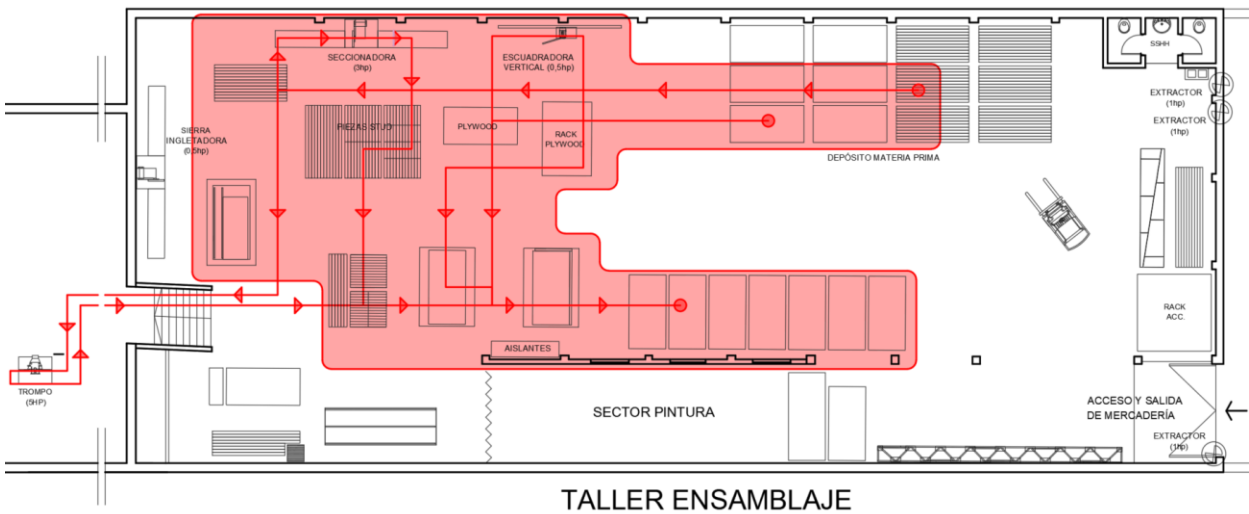 SSHH
SECCIONADORA
(3hp)
ESCUADRADORA
VERTICAL (0,5hp)
EXTRACTOR
(1hp)
EXTRACTOR
(1hp)
SIERRA
INGLETADORA
(0,5hp)
PIEZAS STUD
PLYWOOD
RACK
PLYWOOD
DEPÓSITO MATERIA PRIMA
RACK
ACC.
AISLANTES
TROMPO
(5HP)
SECTOR PINTURA
ACCESO Y SALIDA
DE MERCADERÍA
EXTRACTOR
(1hp)
TALLER ENSAMBLAJE